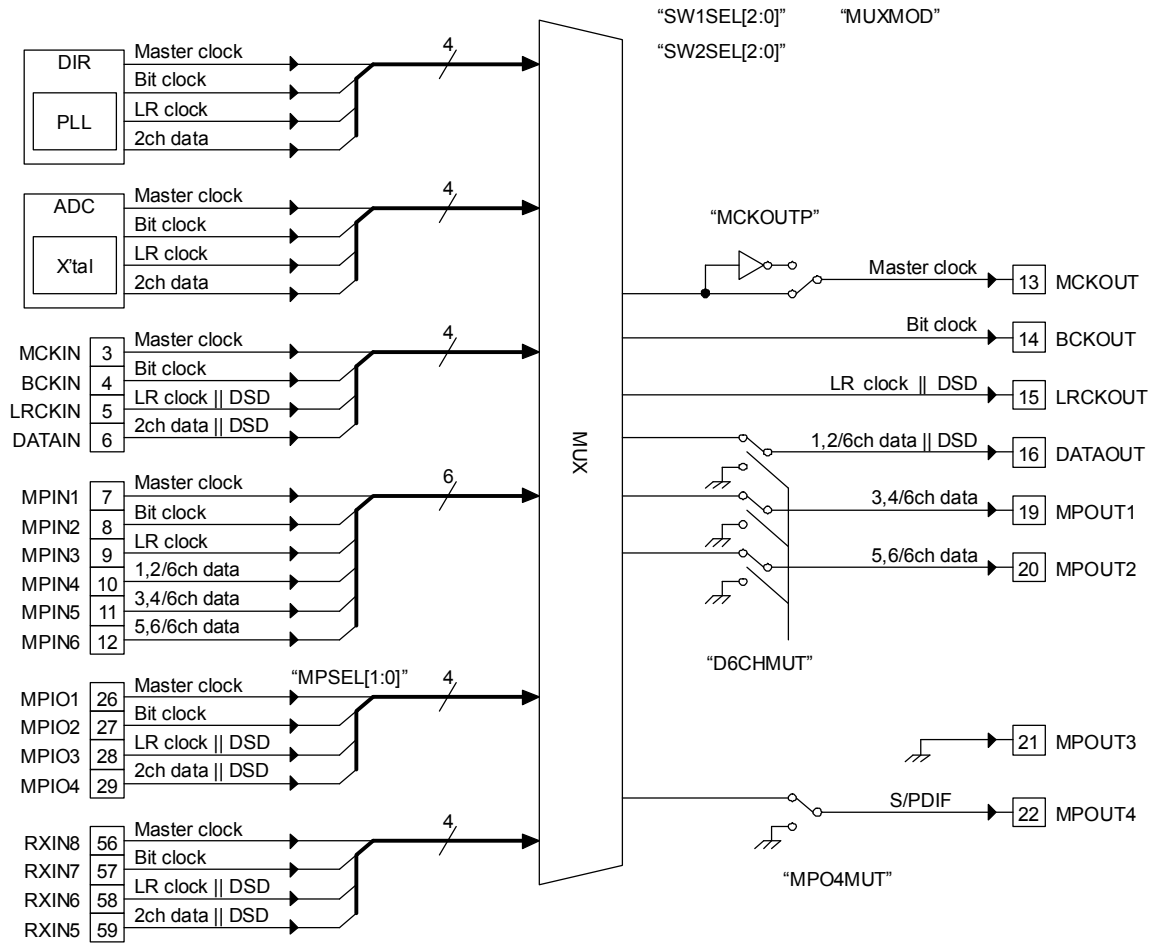 “SW1SEL[2:0]” “MUXMOD”
“SW2SEL[2:0]”
DIR
PLL
Master clock
Bit clock
LR clock
2ch data
4
ADC
X'tal
Master clock
Bit clock
LR clock
2ch data
4
MCKIN 3 Master clock
BCKIN 4 Bit clock
LRCKIN 5 LR clock || DSD
DATAIN 6 2ch data || DSD
4
MPIN1 7 Master clock
MPIN2 8 Bit clock
MPIN3 9 LR clock
MPIN4 10 1,2/6ch data
MPIN5 11 3,4/6ch data
MPIN6 12 5,6/6ch data
6
“MPSEL[1:0]”
MPIO1 26 Master clock
MPIO2 27 Bit clock
MPIO3 28 LR clock || DSD
MPIO4 29 2ch data || DSD
4
RXIN8 56 Master clock
RXIN7 57 Bit clock
RXIN6 58 LR clock || DSD
RXIN5 59 2ch data || DSD
4
MUX
“MCKOUTP”
Master clock 13 MCKOUT
Bit clock 14 BCKOUT
LR clock || DSD 15 LRCKOUT
1,2/6ch data || DSD 16 DATAOUT
3,4/6ch data 19 MPOUT1
5,6/6ch data 20 MPOUT2
“D6CHMUT”
21 MPOUT3
S/PDIF 22 MPOUT4
“MPO4MUT”